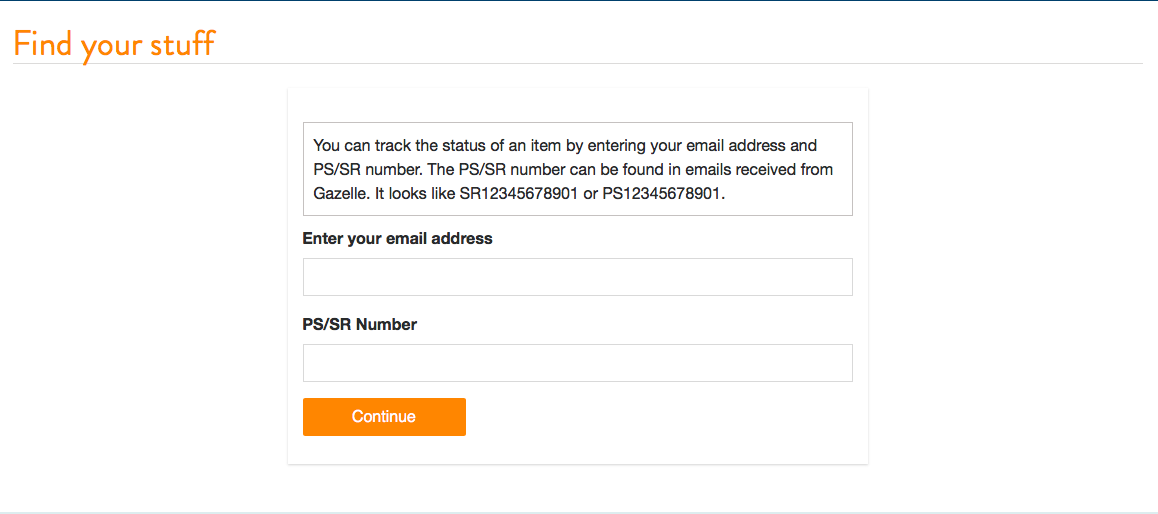 Find your stuff
You can track the status of an item by entering your email address and
PS/SR number. The PS/SR number can be found in emails received from
Gazelle. It looks like SR12345678901 or PS12345678901.
Enter your email address
PS/SR Number
Continue